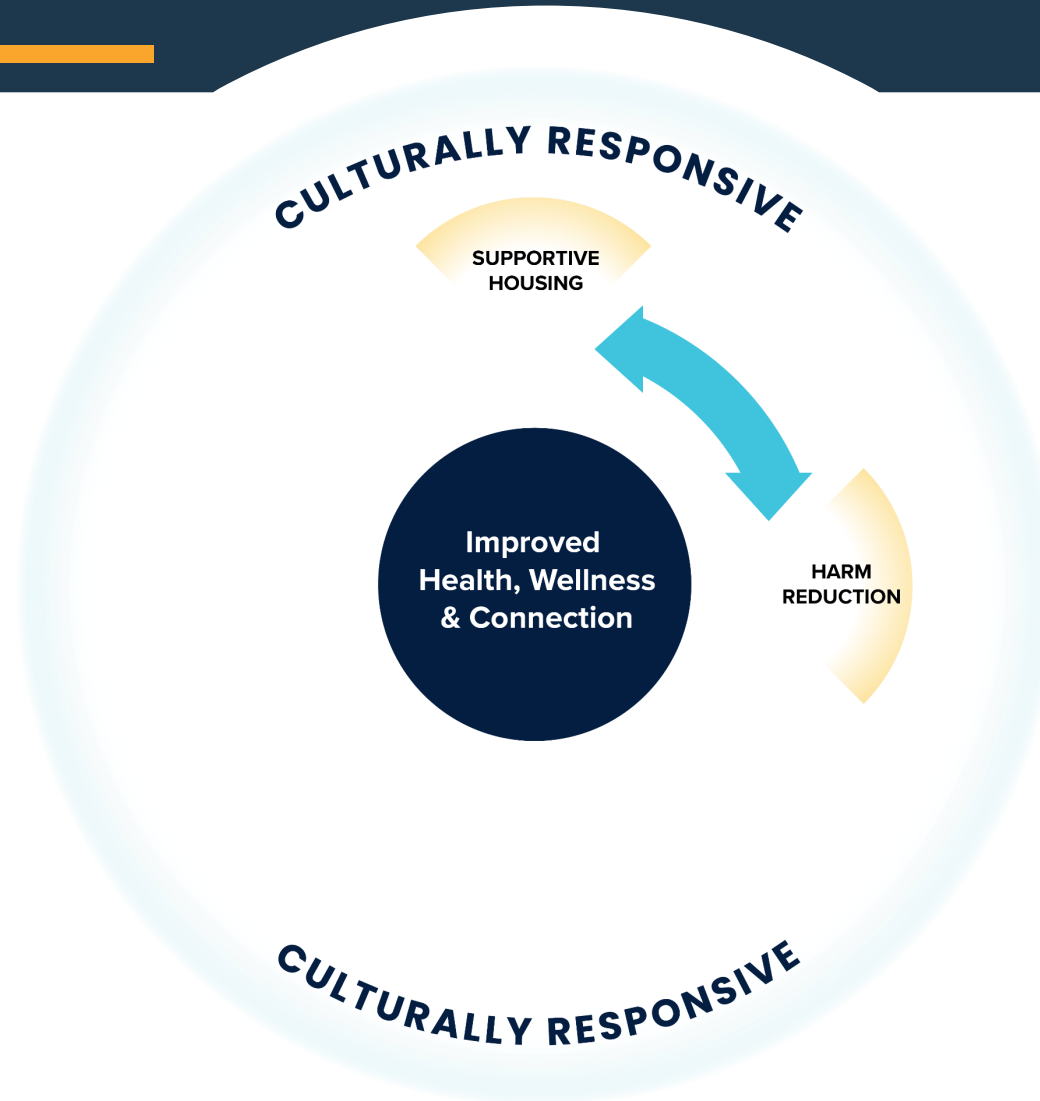 CULTURALLY RESPONSIVE
SUPPORTIVE
HOUSING
Improved
Health, Wellness
& Connection
HARM
REDUCTION
CULTURALLY RESPONSIVE